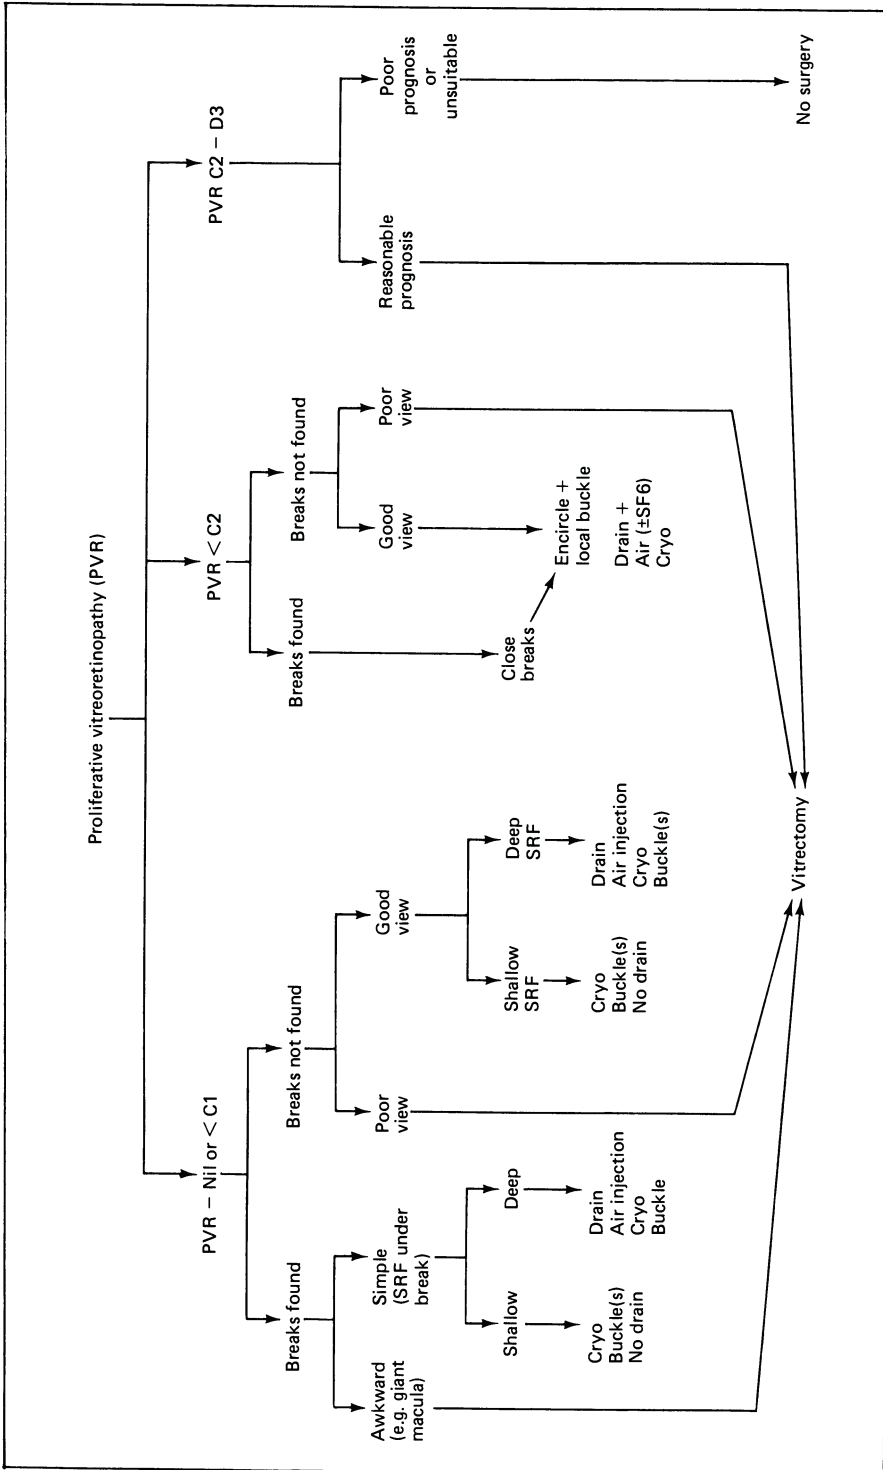 Proliferative vitreoretinopathy (PVR)
PVR – Nil or < C1
PVR < C2
PVR C2 – D3
Breaks found
Breaks not found
Breaks found
Breaks not found
Awkward
(e.g. giant
macula)
Simple
(SRF under
break)
Poor
view
Good
view
Good
view
Poor
view
Reasonable
prognosis
Poor
prognosis
or
unsuitable
Shallow
Deep
Shallow
SRF
Deep
SRF
Close
breaks
Encircle +
local buckle
Drain +
Air (±SF6)
Cryo
Cryo
Buckle(s)
No drain
Drain
Air injection
Cryo
Buckle
Cryo
Buckle(s)
No drain
Drain
Air injection
Cryo
Buckle(s)
Vitrectomy
No surgery